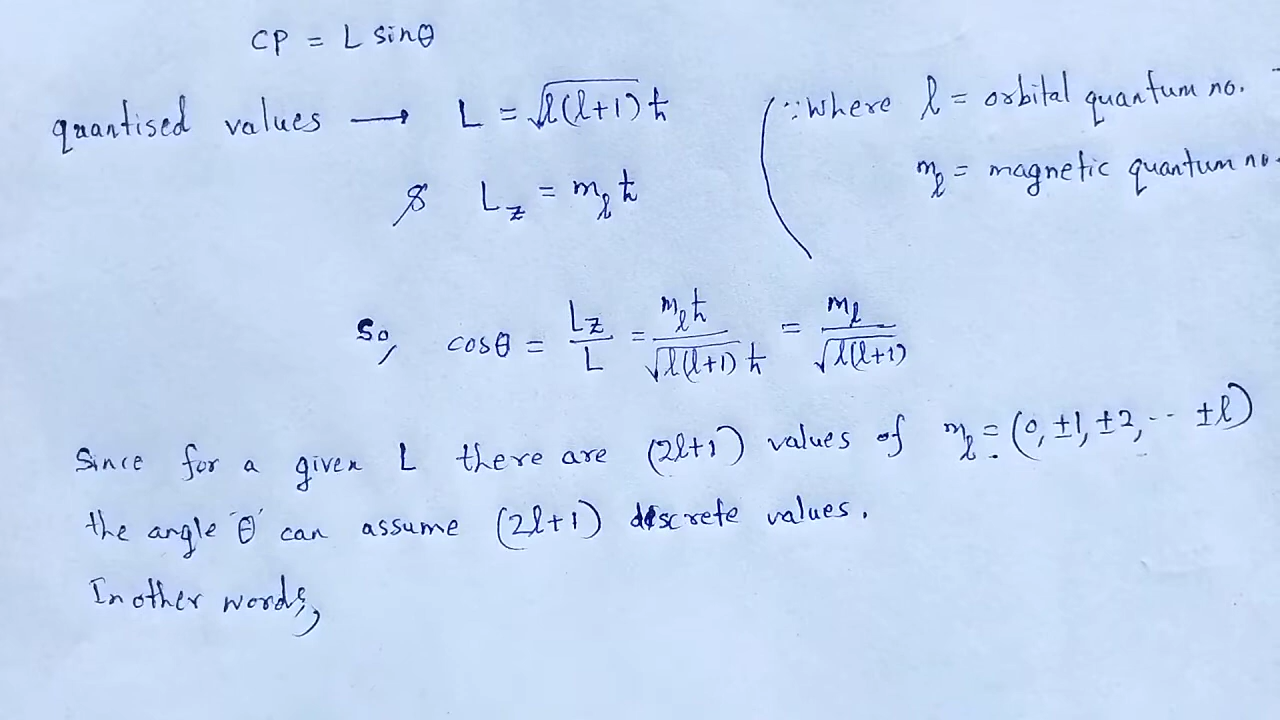 CP = L sinθ
quantised values ⟶ L = √l(l+1) ħ
& L_z = m_l ħ
(∵ where l = orbital quantum no.
m_l = magnetic quantum no.
So, cosθ = L_z/L = m_l ħ/√l(l+1) ħ = m_l/√l(l+1)
Since for a given L there are (2l+1) values of m_l = (0, ±1, ±2, ... ±l)
the angle 'θ' can assume (2l+1) discrete values.
In other words,